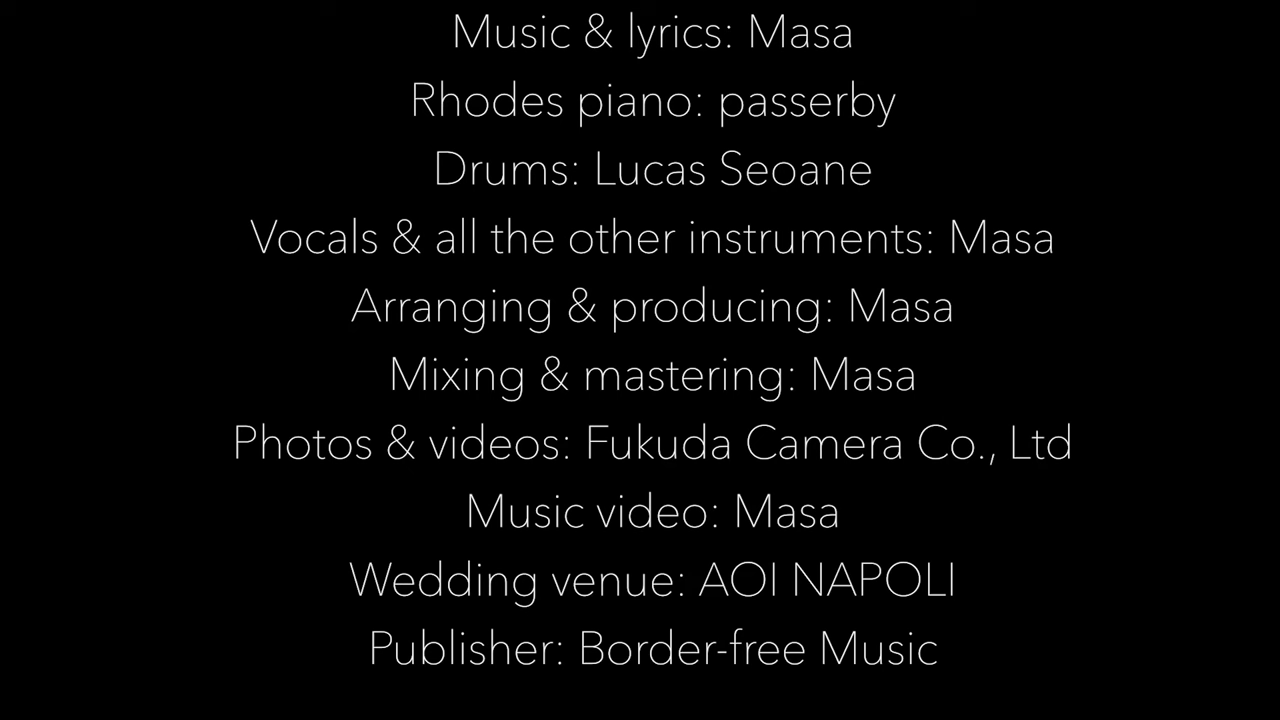 Music & lyrics: Masa
Rhodes piano: passerby
Drums: Lucas Seoane
Vocals & all the other instruments: Masa
Arranging & producing: Masa
Mixing & mastering: Masa
Photos & videos: Fukuda Camera Co., Ltd
Music video: Masa
Wedding venue: AOI NAPOLI
Publisher: Border-free Music